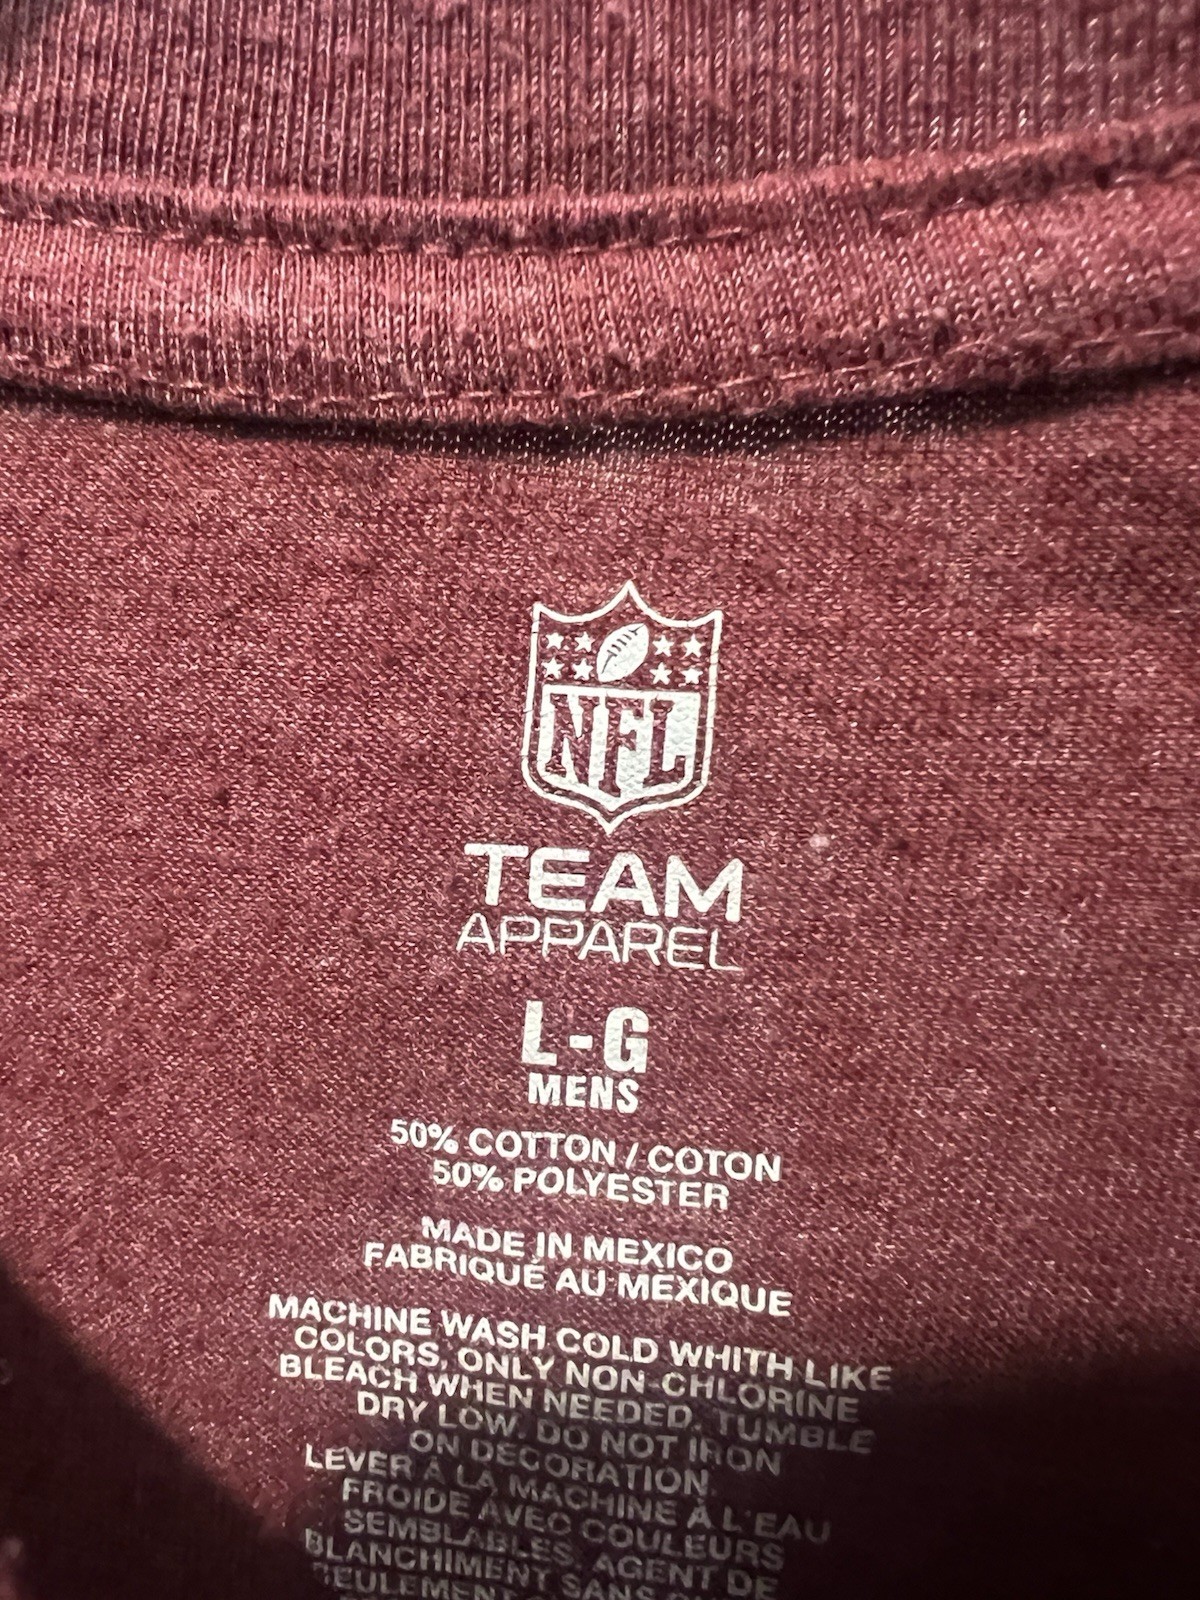 NFL
TEAM
APPAREL
L-G
MENS
50% COTTON / COTON
50% POLYESTER
MADE IN MEXICO
FABRIQUÉ AU MEXIQUE
MACHINE WASH COLD WHITH LIKE
COLORS, ONLY NON-CHLORINE
BLEACH WHEN NEEDED. TUMBLE
DRY LOW. DO NOT IRON
ON DECORATION
LEVER À LA MACHINE À L'EAU
FROIDE AVEC COULEURS
SEMBLABLES, AGENT DE
BLANCHIMENT SANS